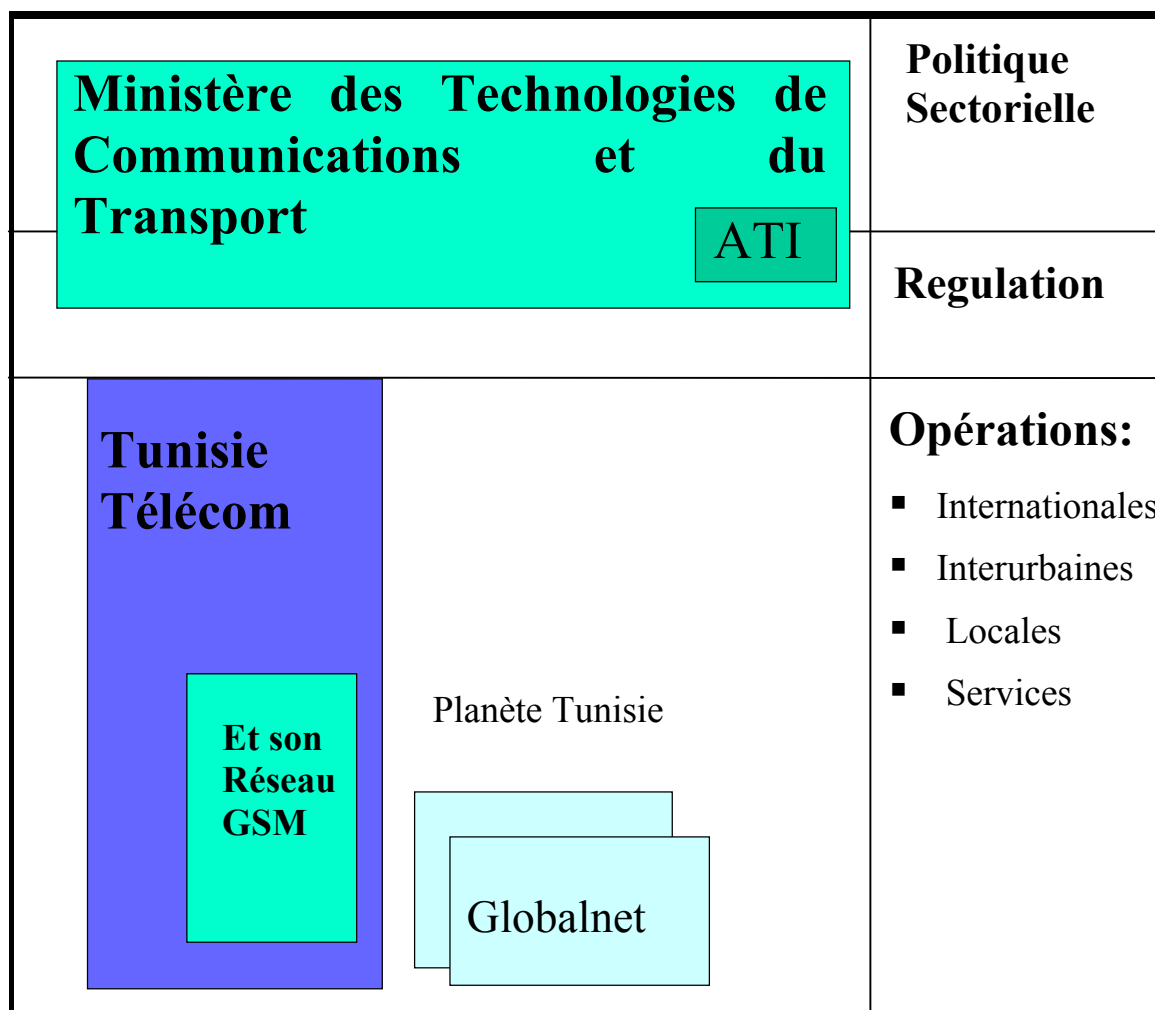 Ministère des Technologies de
Communications et du
Transport
ATI
Politique
Sectorielle
Regulation
Tunisie
Télécom
Et son
Réseau
GSM
Planète Tunisie
Globalnet
Opérations:
▪ Internationales
▪ Interurbaines
▪ Locales
▪ Services